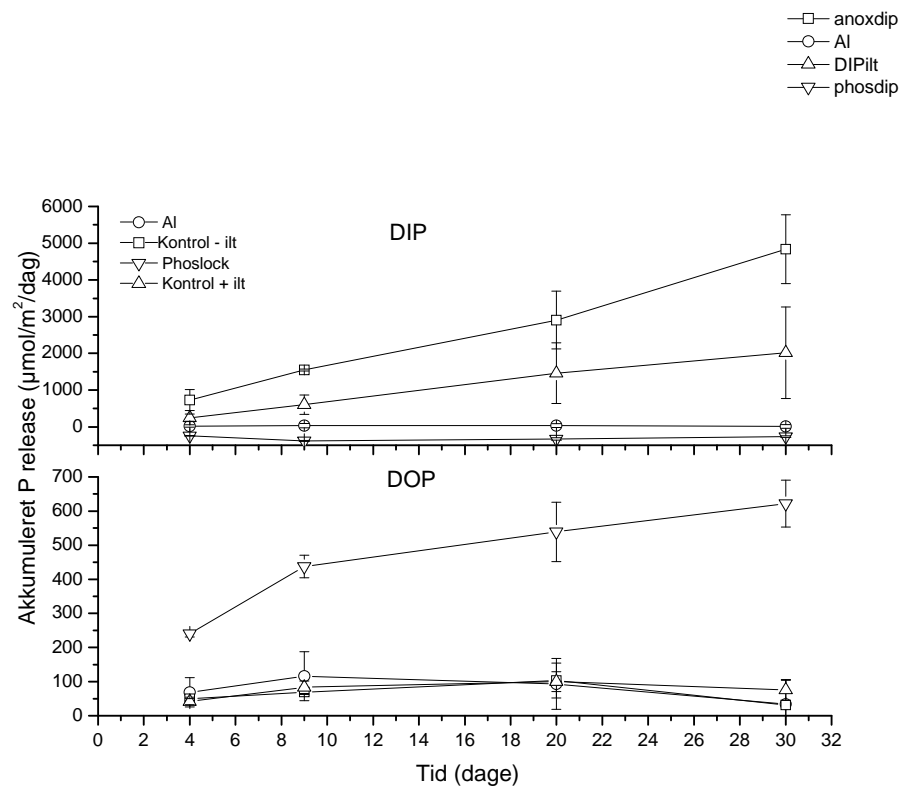 anoxdip
Al
DIPilt
phosdip
6000
5000
4000
3000
2000
1000
0
Al
Kontrol - ilt
Phoslock
Kontrol + ilt
DIP
Akkumuleret P release (µmol/m²/dag)
700
600
500
400
300
200
100
0
DOP
0 2 4 6 8 10 12 14 16 18 20 22 24 26 28 30 32
Tid (dage)